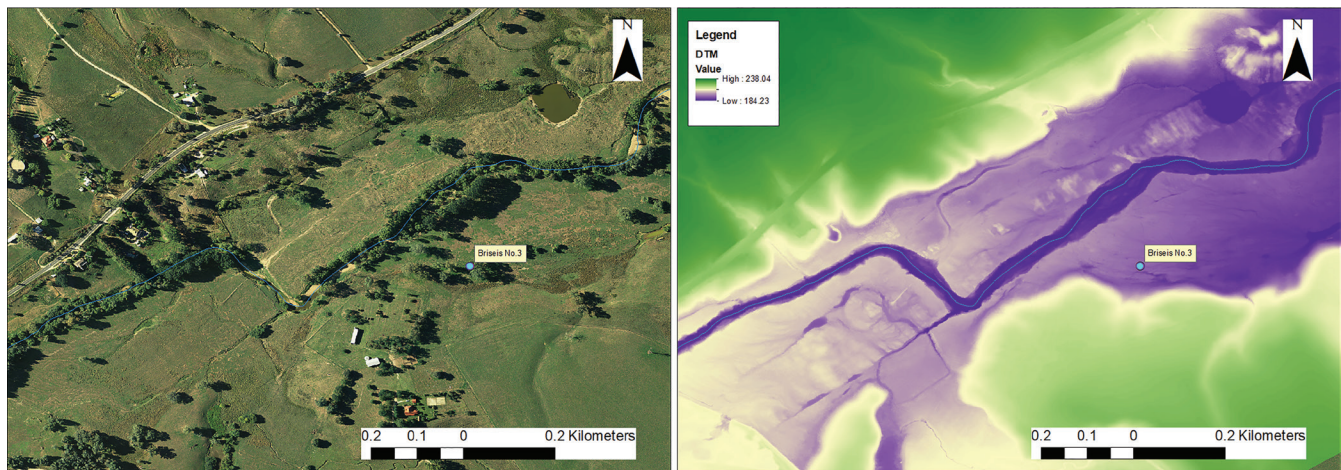 N
Briseis No.3
0.2 0.1 0 0.2 Kilometers
Legend
DTM
Value
High : 238.04
Low : 184.23
N
Briseis No.3
0.2 0.1 0 0.2 Kilometers